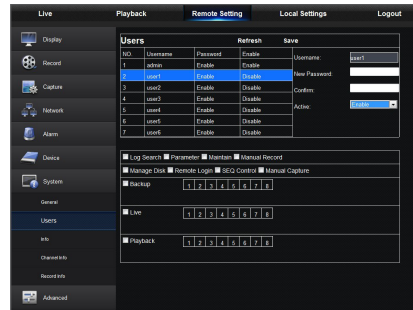 Live Playback Remote Setting Local Settings Logout
Display
Record
Capture
Network
Alarm
Device
System
General
Users
Info
Channel Info
Record Info
Advanced
Users Refresh Save
NO. Username Password Enable
1 admin Enable Enable
2 user1 Enable Disable
3 user2 Enable Disable
4 user3 Enable Disable
5 user4 Enable Disable
6 user5 Enable Disable
7 user6 Enable Disable
Username: user1
New Password:
Confirm:
Active: Enable
Log Search Parameter Maintain Manual Record
Manage Disk Remote Login SEQ Control Manual Capture
Backup 1 2 3 4 5 6 7 8
Live 1 2 3 4 5 6 7 8
Playback 1 2 3 4 5 6 7 8